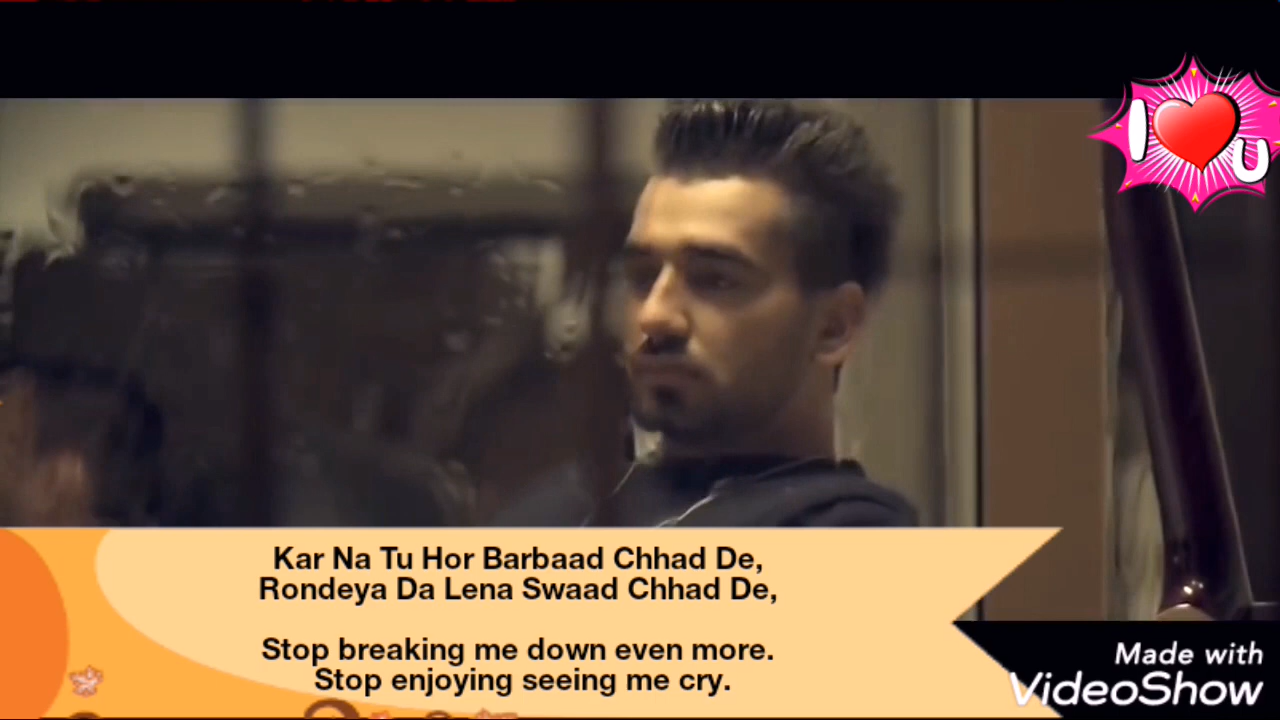 I U
Kar Na Tu Hor Barbaad Chhad De,
Rondeya Da Lena Swaad Chhad De,
Stop breaking me down even more.
Stop enjoying seeing me cry.
Made with
VideoShow